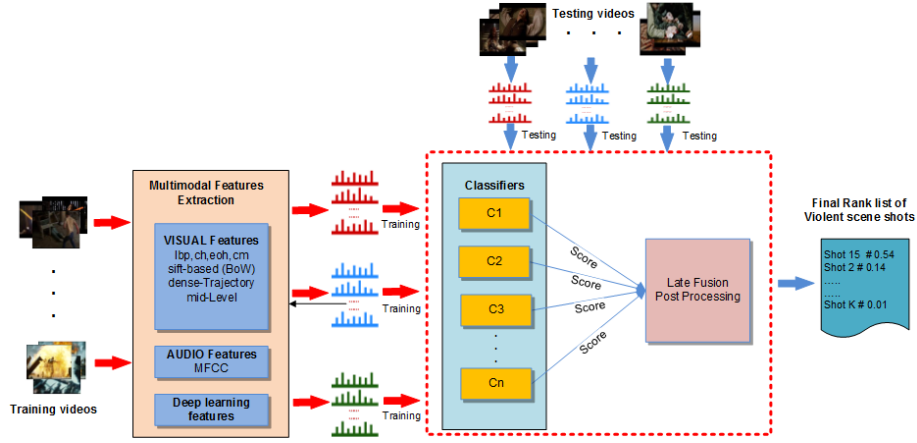 Testing videos
Testing
Testing
Testing
Multimodal Features
Extraction
VISUAL Features
lbp,ch,eoh,cm
sift-based (BoW)
dense-Trajectory
mid-Level
AUDIO Features
MFCC
Deep learning
features
Training videos
Training
Training
Training
Classifiers
C1
C2
C3
Cn
Score
Score
Score
Score
Late Fusion
Post Processing
Final Rank list of
Violent scene shots
Shot 15 # 0.54
Shot 2 # 0.14
.....
.....
Shot K # 0.01